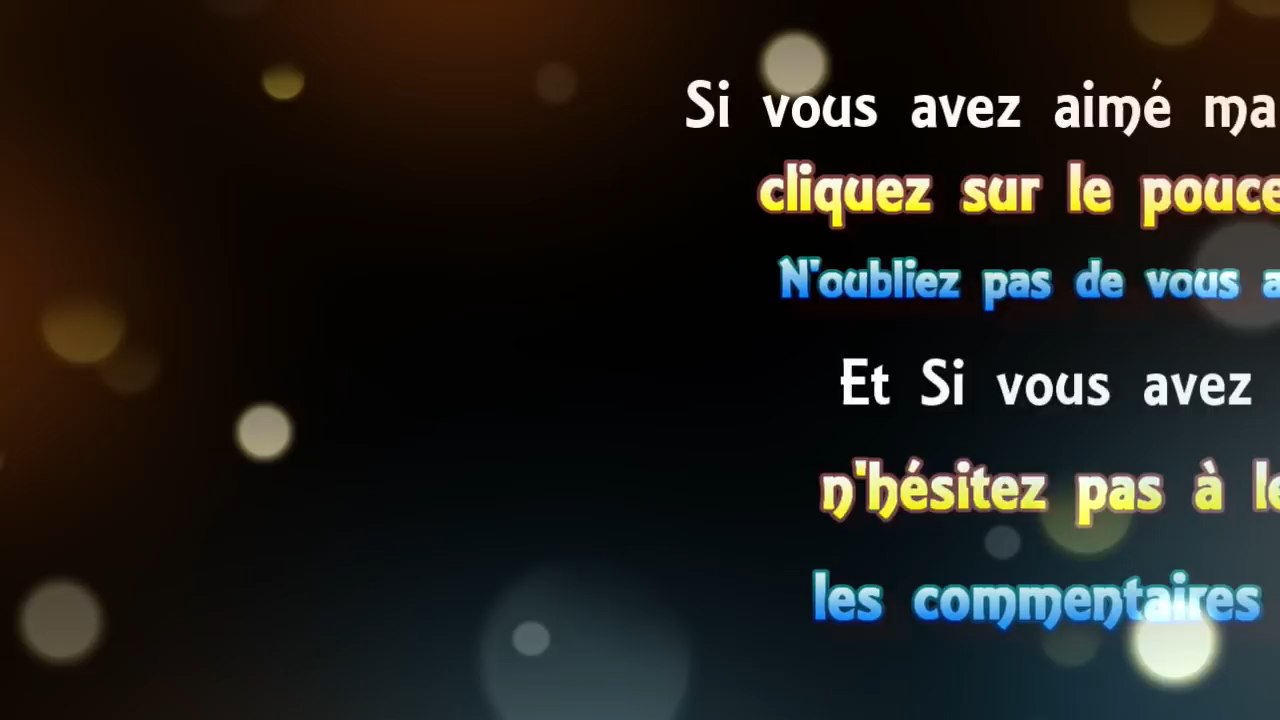 Si vous avez aimé ma
cliquez sur le pouce
N'oubliez pas de vous a
Et Si vous avez
n'hésitez pas à le
les commentaires